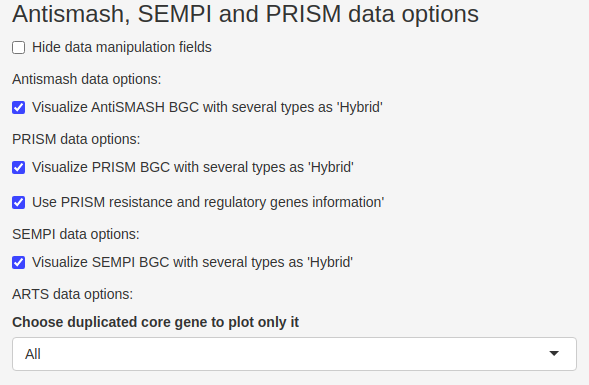 Antismash, SEMPI and PRISM data options
Hide data manipulation fields
Antismash data options:
Visualize AntiSMASH BGC with several types as 'Hybrid'
PRISM data options:
Visualize PRISM BGC with several types as 'Hybrid'
Use PRISM resistance and regulatory genes information'
SEMPI data options:
Visualize SEMPI BGC with several types as 'Hybrid'
ARTS data options:
Choose duplicated core gene to plot only it
All